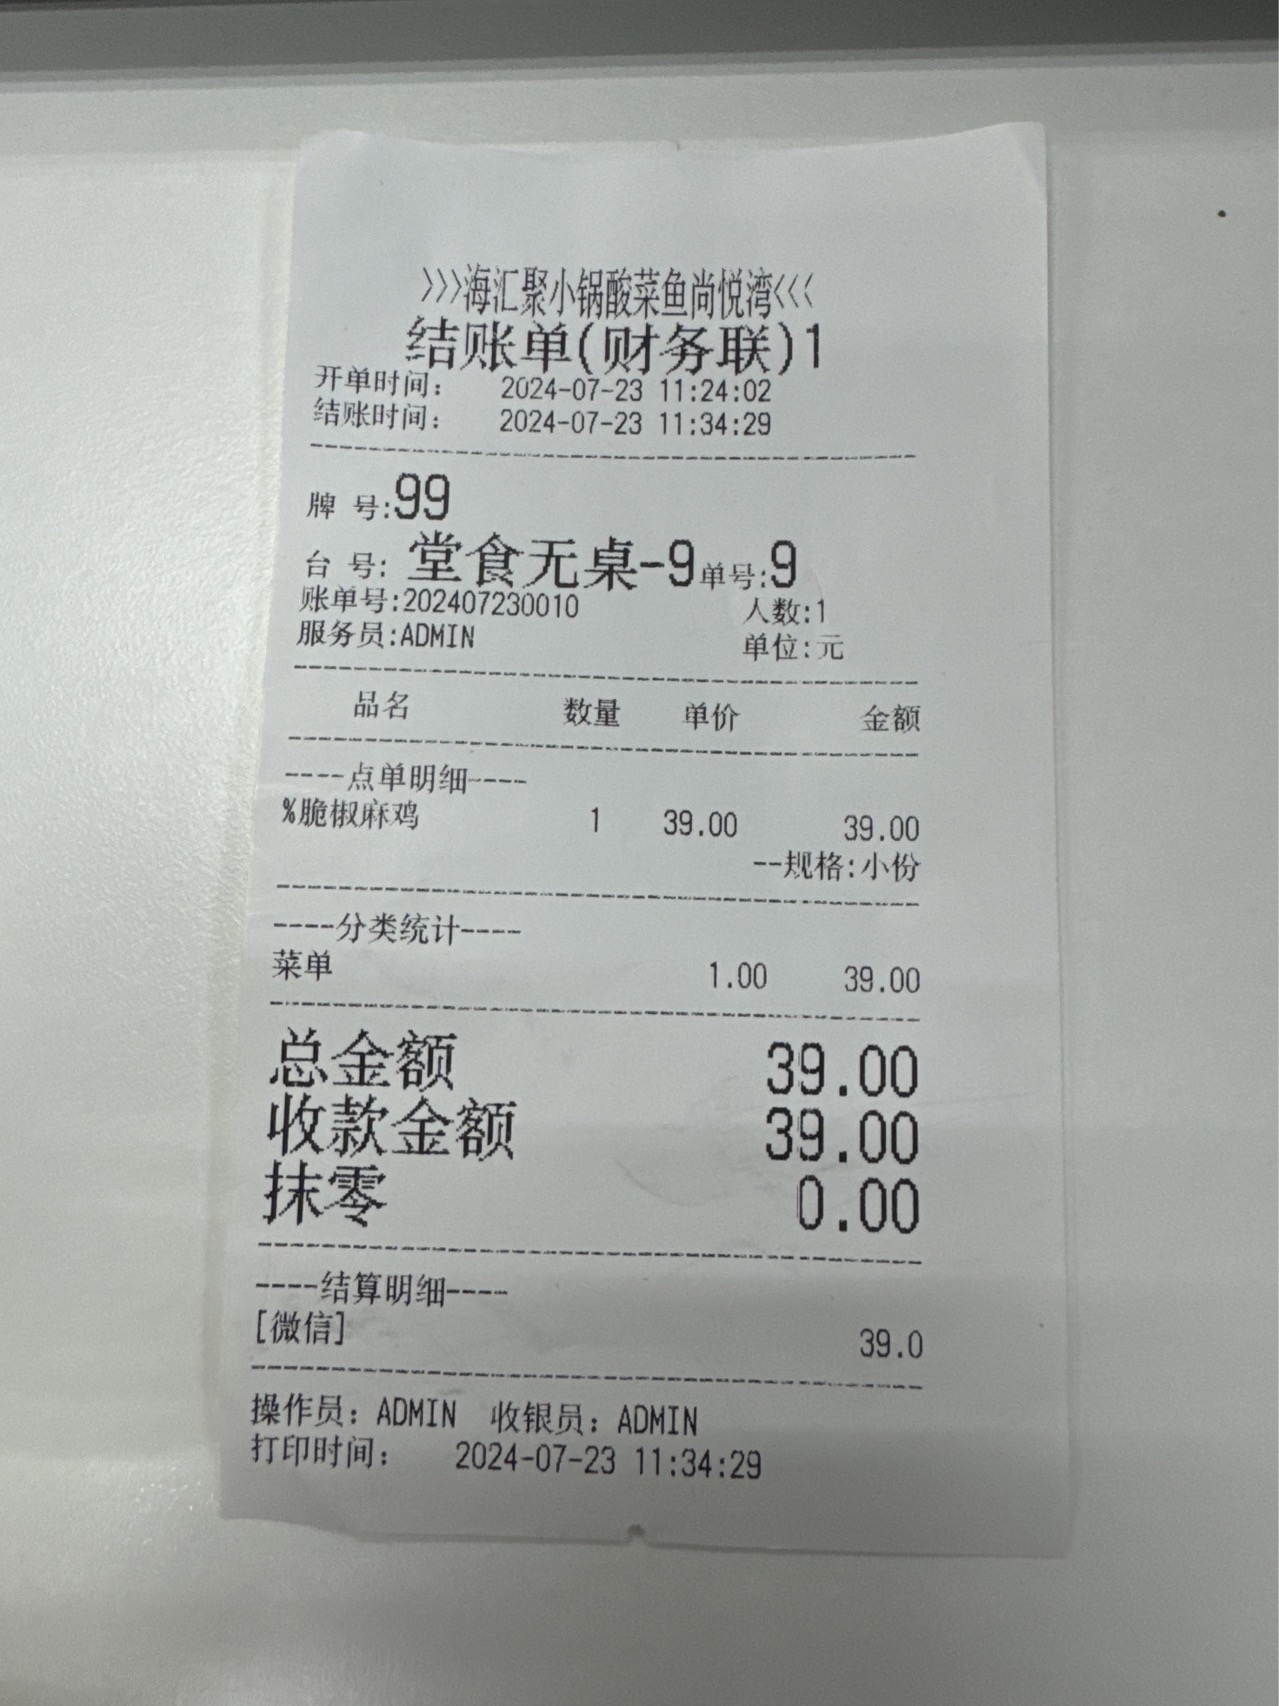 >>>海汇聚小锅酸菜鱼尚悦湾<<<
结账单(财务联)1
开单时间： 2024-07-23 11:24:02
结账时间： 2024-07-23 11:34:29
牌 号:99
台 号: 堂食无桌-9 单号:9
账单号:202407230010 人数:1
服务员:ADMIN 单位:元
品名 数量 单价 金额
----点单明细----
%脆椒麻鸡 1 39.00 39.00
--规格:小份
----分类统计----
菜单 1.00 39.00
总金额 39.00
收款金额 39.00
抹零 0.00
----结算明细----
[微信] 39.0
操作员：ADMIN 收银员：ADMIN
打印时间： 2024-07-23 11:34:29